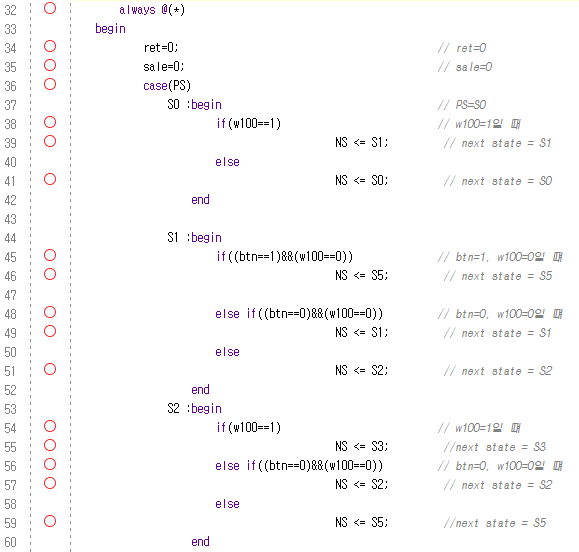 32 always @(*)
33 begin
34 ret=0; // ret=0
35 sale=0; // sale=0
36 case(PS)
37 S0 :begin // PS=S0
38 if(w100==1) // w100=1일 때
39 NS <= S1; // next state = S1
40 else
41 NS <= S0; // next state = S0
42 end
43
44 S1 :begin
45 if((btn==1)&&(w100==0)) // btn=1, w100=0일 때
46 NS <= S5; // next state = S5
47
48 else if((btn==0)&&(w100==0)) // btn=0, w100=0일 때
49 NS <= S1; // next state = S1
50 else
51 NS <= S2; // next state = S2
52 end
53 S2 :begin
54 if(w100==1) // w100=1일 때
55 NS <= S3; //next state = S3
56 else if((btn==0)&&(w100==0)) // btn=0, w100=0일 때
57 NS <= S2; // next state = S2
58 else
59 NS <= S5; //next state = S5
60 end